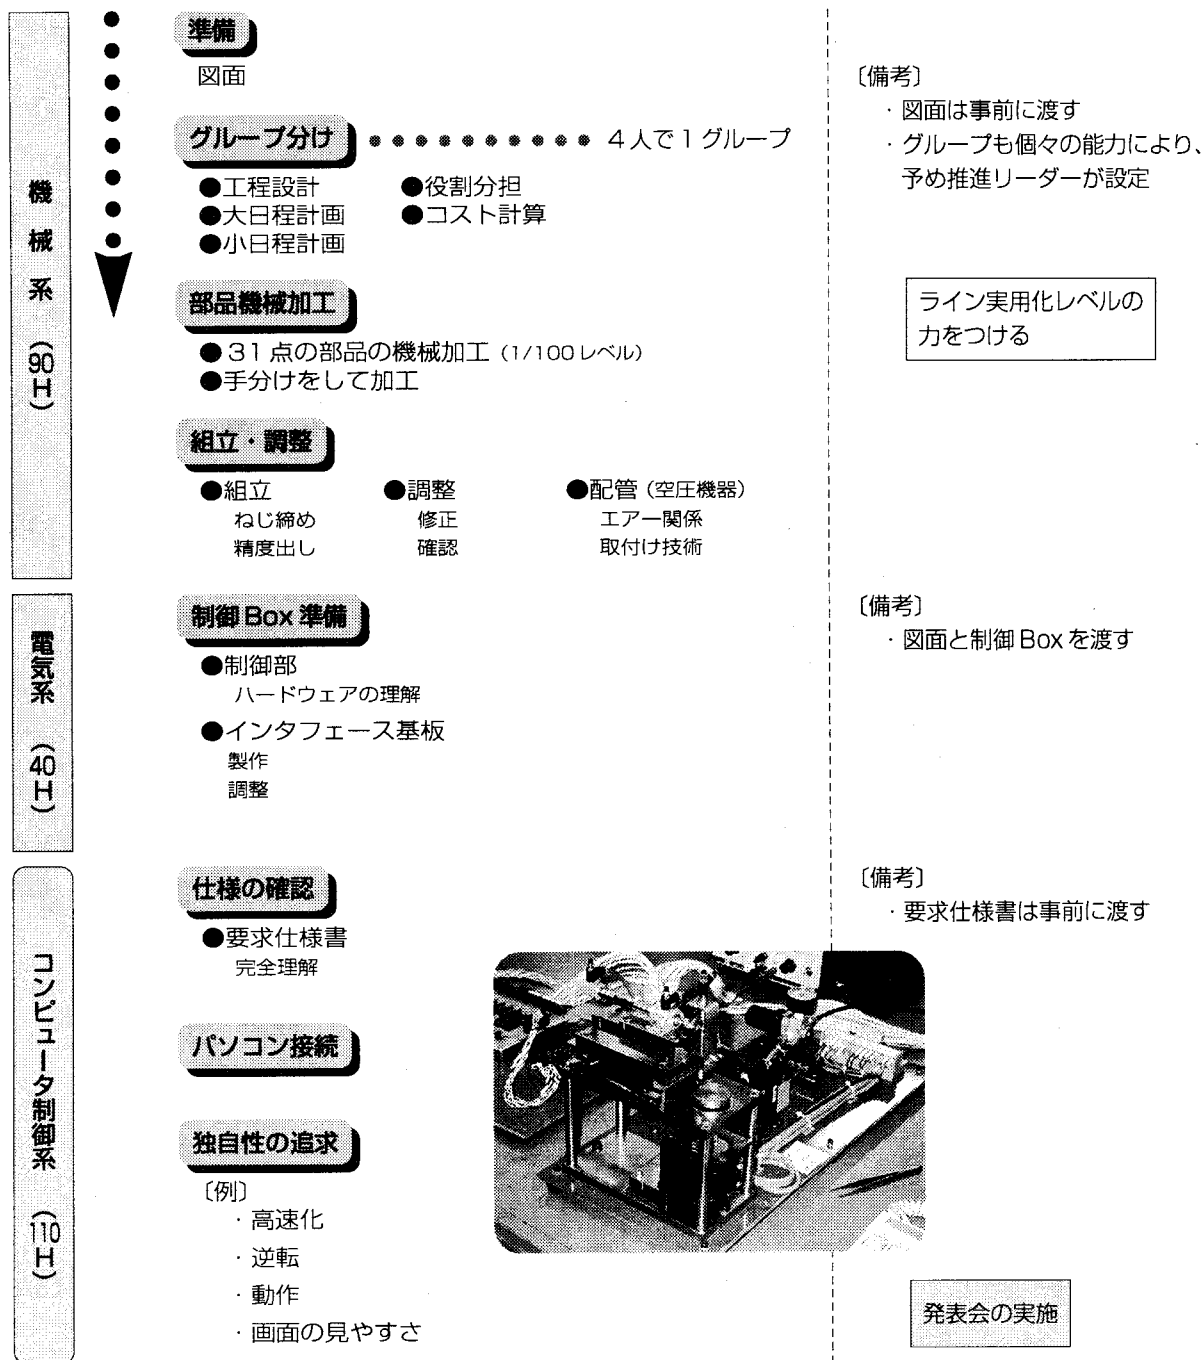 機械系（90H）
準備
図面
グループ分け 4人で1グループ
●工程設計 ●役割分担
●大日程計画 ●コスト計算
●小日程計画
部品機械加工
●31点の部品の機械加工（1/100レベル）
●手分けをして加工
組立・調整
●組立 ●調整 ●配管（空圧機器）
ねじ締め 修正 エアー関係
精度出し 確認 取付け技術
〔備考〕
・図面は事前に渡す
・グループも個々の能力により、
予め推進リーダーが設定
ライン実用化レベルの
力をつける
電気系（40H）
制御Box準備
●制御部
ハードウェアの理解
●インタフェース基板
製作
調整
〔備考〕
・図面と制御Boxを渡す
コンピュータ制御系（110H）
仕様の確認
●要求仕様書
完全理解
パソコン接続
独自性の追求
〔例〕
・高速化
・逆転
・動作
・画面の見やすさ
〔備考〕
・要求仕様書は事前に渡す
発表会の実施